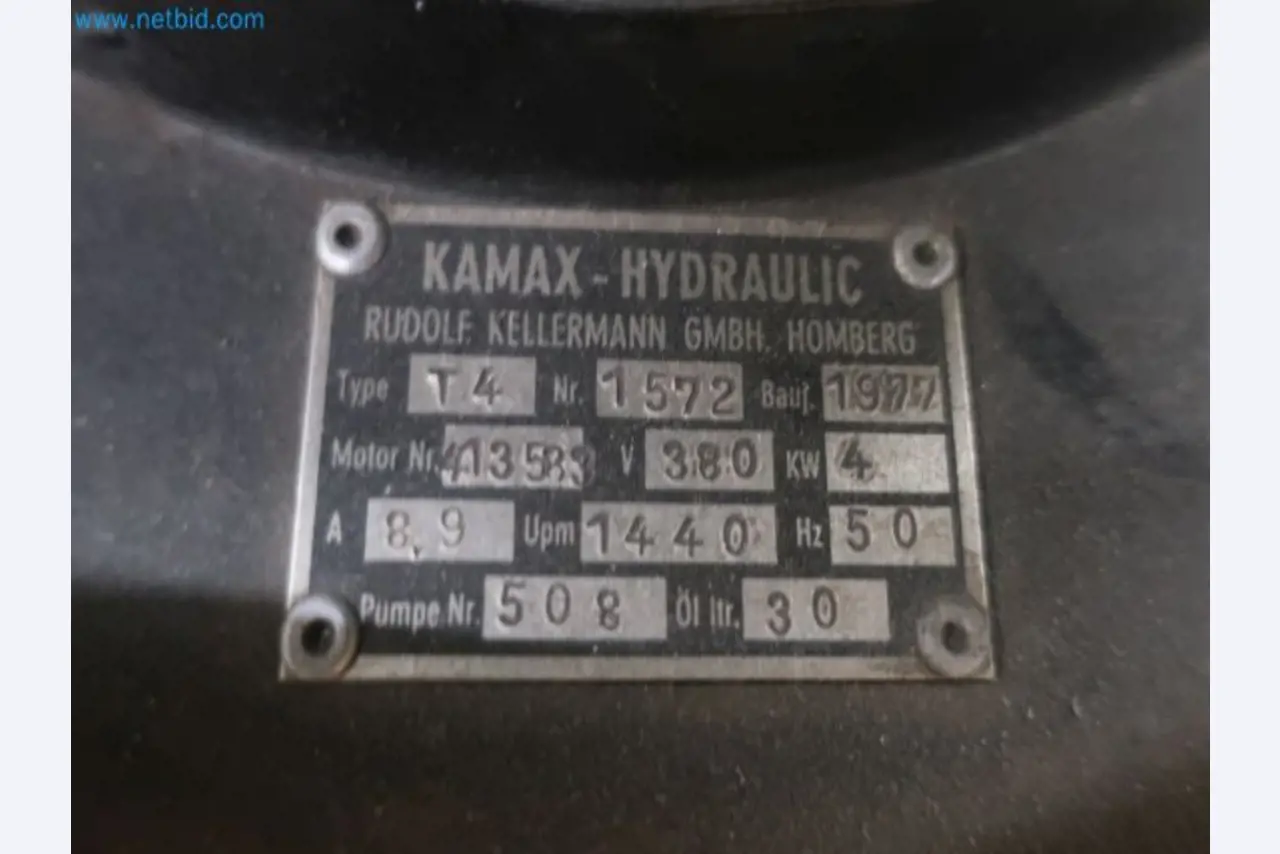 www.netbid.com
KAMAX - HYDRAULIC
RUDOLF KELLERMANN GMBH. HOMBERG
Type T4 Nr. 1572 Bauj. 1977
Motor Nr. V 380 KW 4
A 8,9 Upm 1440 Hz 50
Pumpe Nr. 508 Öl ltr. 30